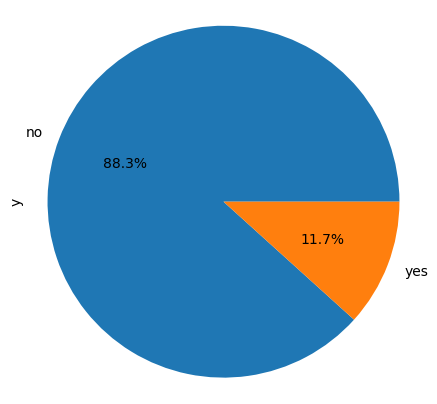 no
88.3%
y
11.7%
yes